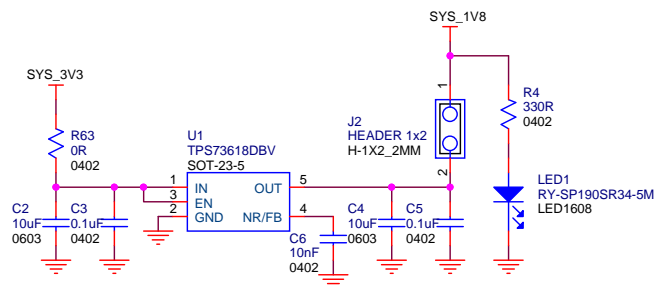 SYS_1V8
SYS_3V3
R63
0R
0402
U1
TPS73618DBV
SOT-23-5
1
IN
OUT
5
3
EN
2
GND
NR/FB
4
C2
10uF
0603
C3
0.1uF
0402
C6
10nF
0402
C4
10uF
0603
C5
0.1uF
0402
J2
HEADER 1x2
H-1X2_2MM
1
2
R4
330R
0402
LED1
RY-SP190SR34-5M
LED1608